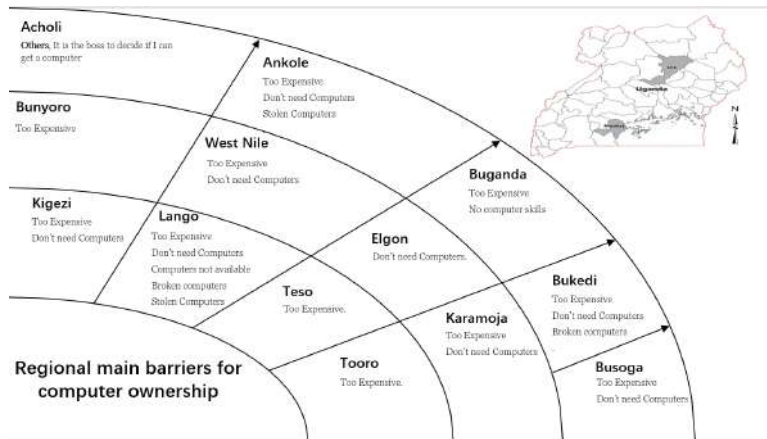 Acholi
Others, It is the boss to decide if I can
get a computer
Ankole
Too Expensive
Don't need Computers
Stolen Computers
Bunyoro
Too Expensive
West Nile
Too Expensive
Don't need Computers
Buganda
Too Expensive
No computer skills
Kigezi
Too Expensive
Don't need Computers
Lango
Too Expensive
Don't need Computers
Computers not available
Broken computers
Stolen Computers
Elgon
Don't need Computers.
Bukedi
Too Expensive
Don't need Computers
Broken computers
Teso
Too Expensive.
Karamoja
Too Expensive
Don't need Computers
Busoga
Too Expensive
Don't need Computers
Tooro
Too Expensive.
Regional main barriers for
computer ownership
Uganda
N